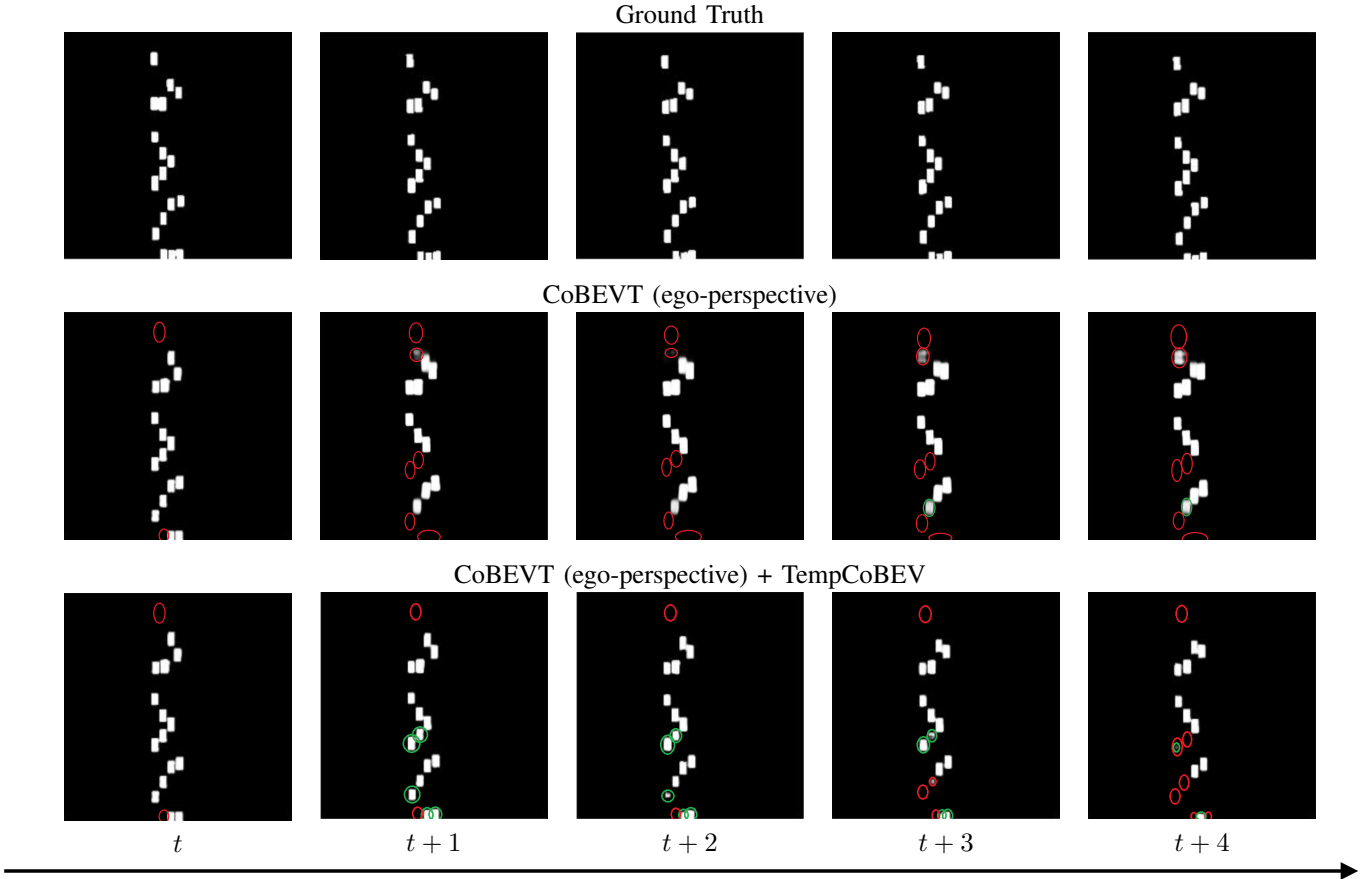 Ground Truth
CoBEVT (ego-perspective)
CoBEVT (ego-perspective) + TempCoBEV
t t + 1 t + 2 t + 3 t + 4